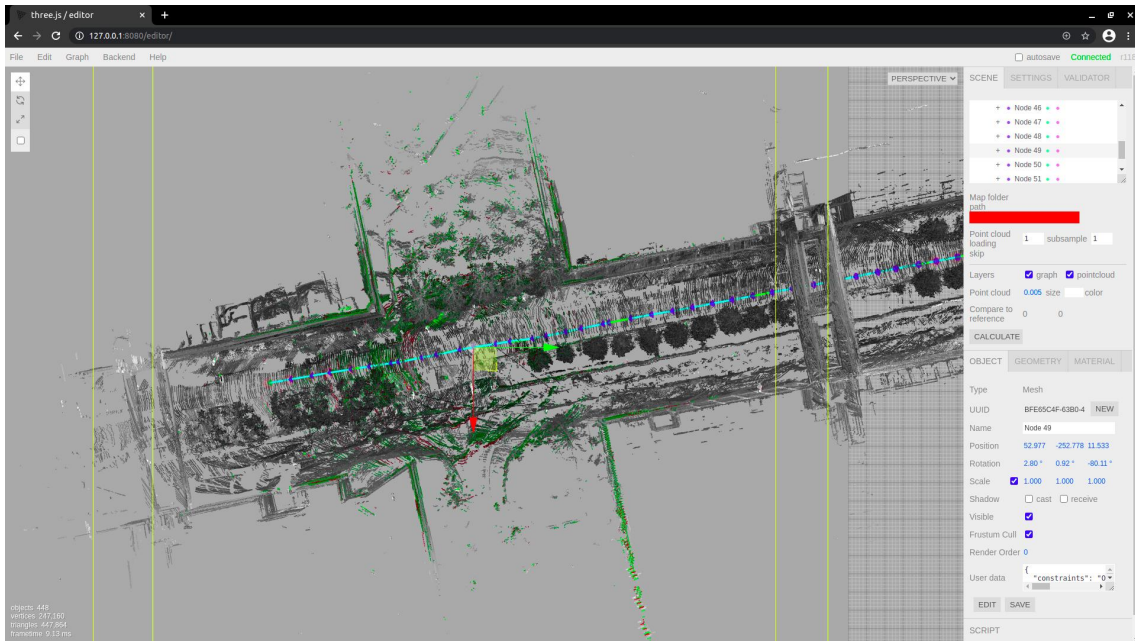 three.js / editor
127.0.0.1:8080/editor/
File Edit Graph Backend Help
autosave Connected
PERSPECTIVE
SCENE SETTINGS VALIDATOR
Node 46
Node 47
Node 48
Node 49
Node 50
Node 51
Map folder
path
Point cloud
loading
skip
1 subsample 1
Layers graph pointcloud
Point cloud 0.005 size color
Compare to
reference
0 0
CALCULATE
OBJECT GEOMETRY MATERIAL
Type Mesh
UUID BFE65C4F-63B0-4 NEW
Name Node 49
Position 52.977 -252.778 11.533
Rotation 2.80 ° 0.92 ° -80.11 °
Scale 1.000 1.000 1.000
Shadow cast receive
Visible
Frustum Cull
Render Order 0
User data
{
"constraints": "O
EDIT SAVE
SCRIPT
objects 448
vertices 247,160
triangles 447,864
frametime 9.13 ms